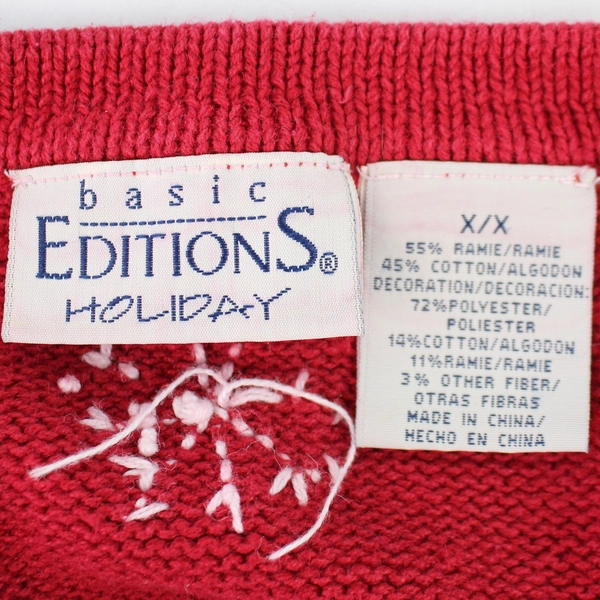 basic
EDITIONS®
HOLIDAY
X/X
55% RAMIE/RAMIE
45% COTTON/ALGODON
DECORATION/DECORACION:
72%POLYESTER/
POLIESTER
14%COTTON/ALGODON
11%RAMIE/RAMIE
3% OTHER FIBER/
OTRAS FIBRAS
MADE IN CHINA/
HECHO EN CHINA